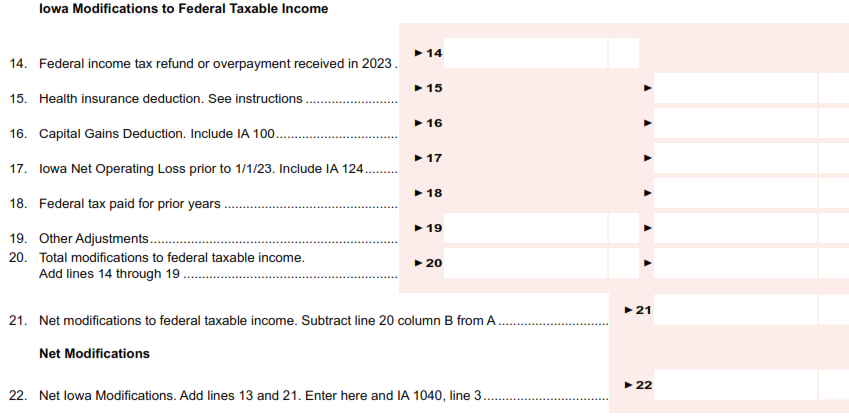 Iowa Modifications to Federal Taxable Income
14. Federal income tax refund or overpayment received in 2023 . ►14
15. Health insurance deduction. See instructions ......................... ►15 ►
16. Capital Gains Deduction. Include IA 100................................. ►16 ►
17. Iowa Net Operating Loss prior to 1/1/23. Include IA 124......... ►17 ►
18. Federal tax paid for prior years ............................................... ►18 ►
19. Other Adjustments.................................................................... ►19 ►
20. Total modifications to federal taxable income.
Add lines 14 through 19 ........................................................... ►20 ►
21. Net modifications to federal taxable income. Subtract line 20 column B from A .............................. ►21
Net Modifications
22. Net Iowa Modifications. Add lines 13 and 21. Enter here and IA 1040, line 3.................................. ►22